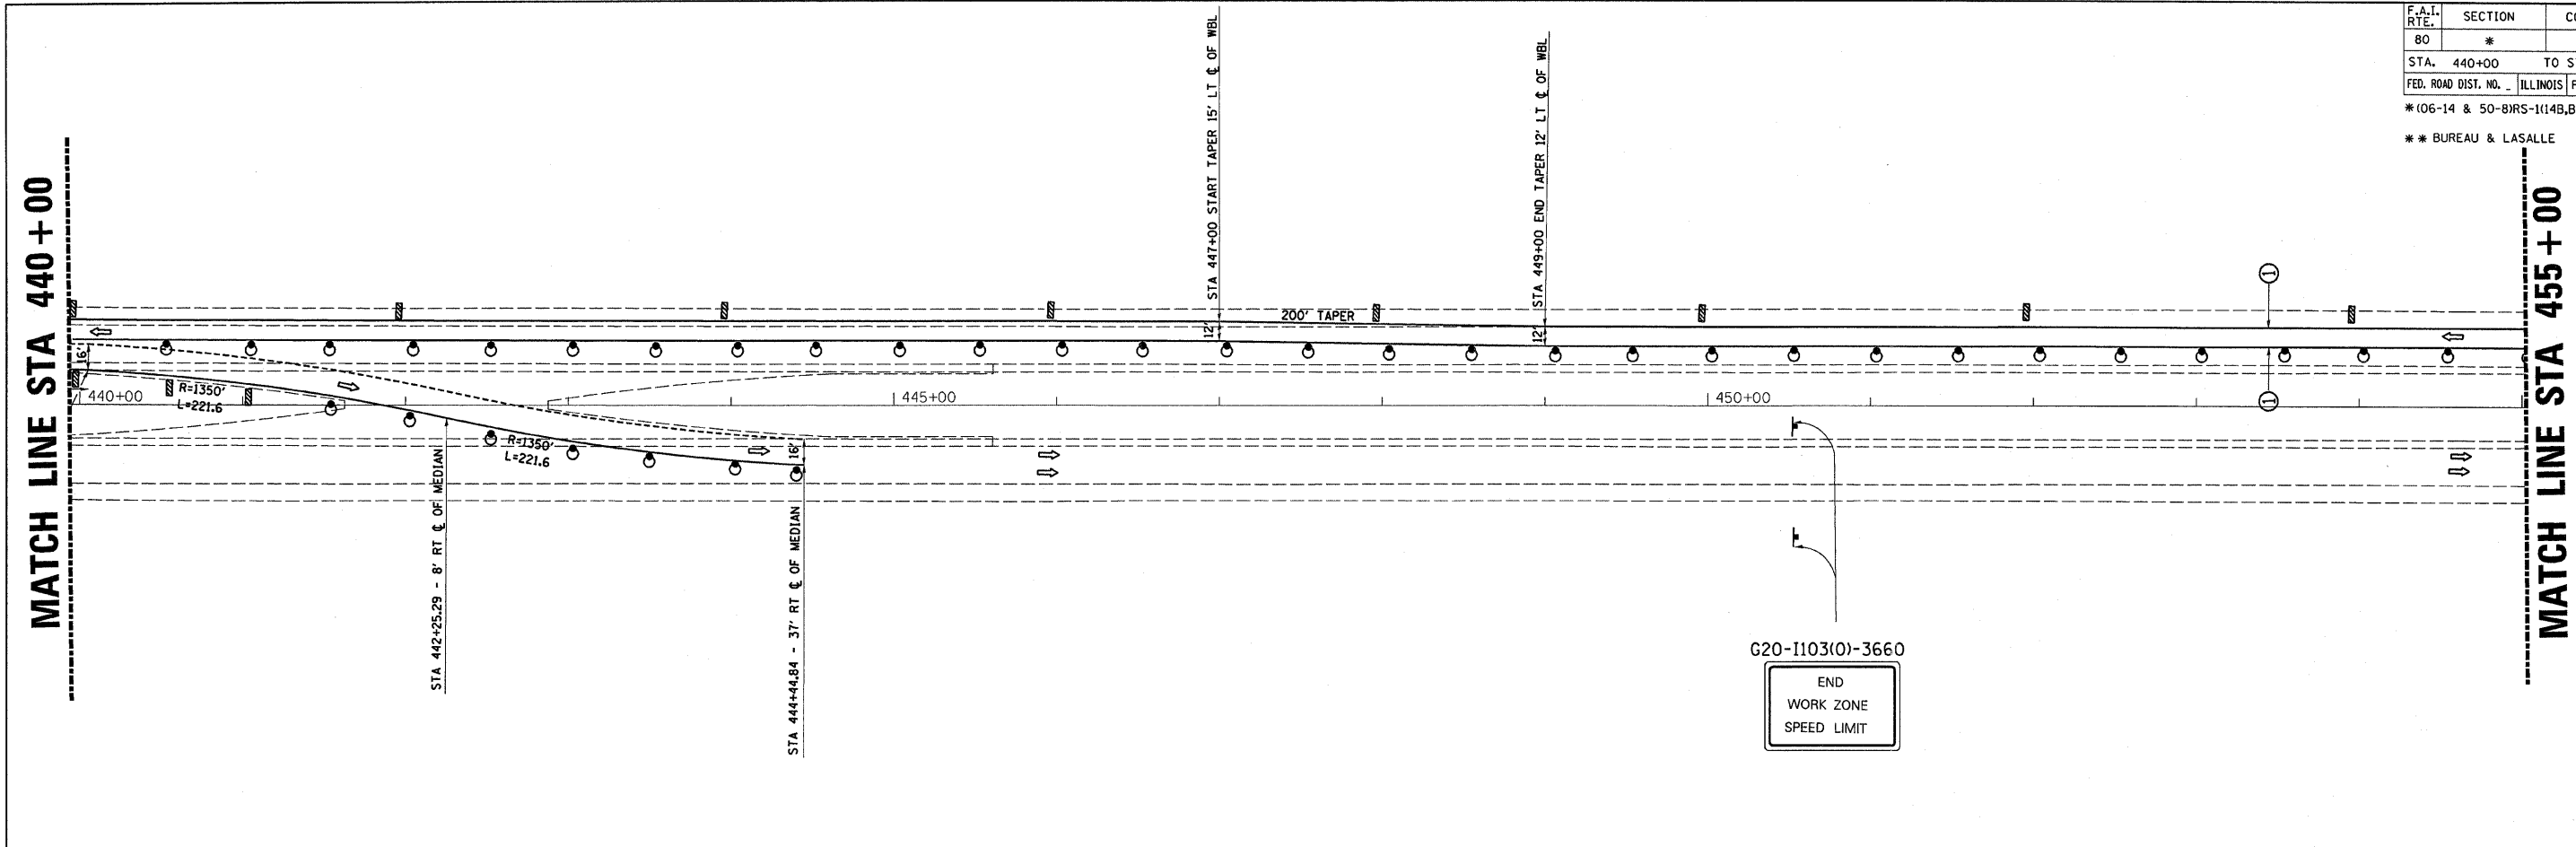 F.A.I. RTE. SECTION
80 *
STA. 440+00 TO
FED. ROAD DIST. NO. _ ILLINOIS
*(06-14 & 50-8)RS-1(14B,B
** BUREAU & LASALLE
MATCH LINE STA 440+00
STA 447+00 START TAPER 15' LT ℄ OF WBL
STA 449+00 END TAPER 12' LT ℄ OF WBL
MATCH LINE STA 455+00
1
200' TAPER
12'
12'
16'
440+00
R=1350'
L=221.6
445+00
450+00
1
R=1350'
L=221.6
16'
STA 442+25.29 - 8' RT ℄ OF MEDIAN
STA 444+44.84 - 37' RT ℄ OF MEDIAN
G20-I103(0)-3660
END
WORK ZONE
SPEED LIMIT